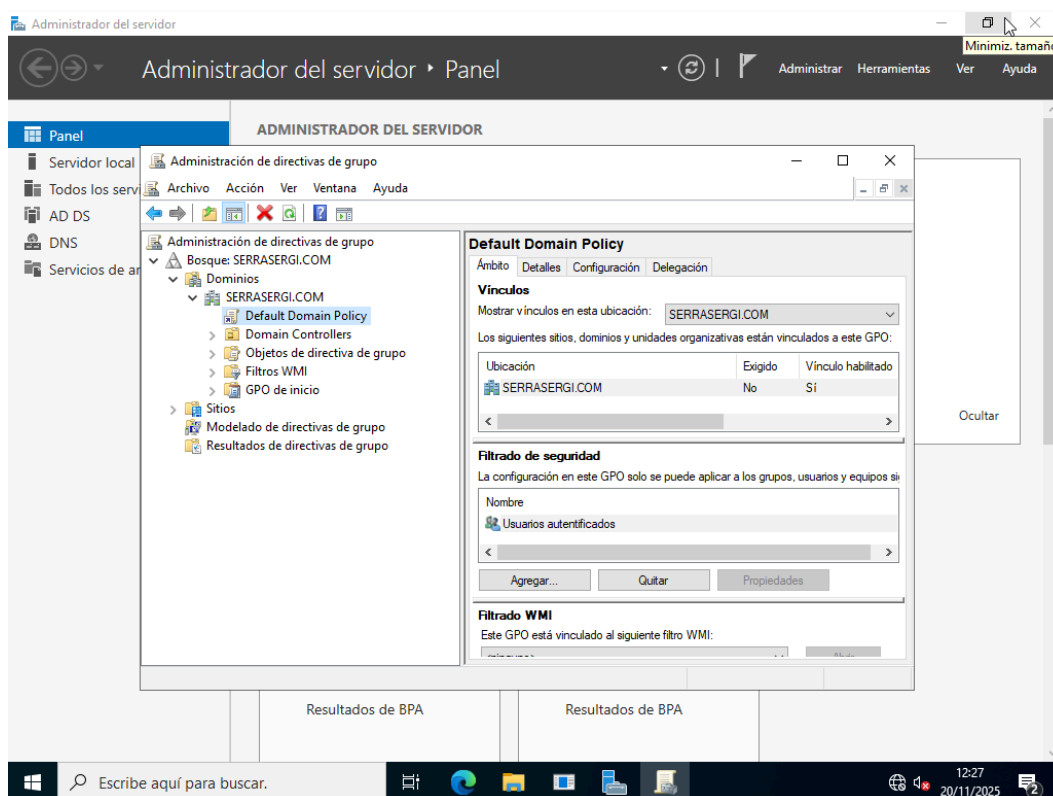 Administrador del servidor
Minimiz. tamaño
Administrador del servidor ‣ Panel
Administrar Herramientas Ver Ayuda
Panel
Servidor local
Todos los servi
AD DS
DNS
Servicios de ar
ADMINISTRADOR DEL SERVIDOR
Administración de directivas de grupo
Archivo Acción Ver Ventana Ayuda
Administración de directivas de grupo
Bosque: SERRASERGI.COM
Dominios
SERRASERGI.COM
Default Domain Policy
Domain Controllers
Objetos de directiva de grupo
Filtros WMI
GPO de inicio
Sitios
Modelado de directivas de grupo
Resultados de directivas de grupo
Default Domain Policy
Ámbito Detalles Configuración Delegación
Vínculos
Mostrar vínculos en esta ubicación: SERRASERGI.COM
Los siguientes sitios, dominios y unidades organizativas están vinculados a este GPO:
Ubicación Exigido Vínculo habilitado
SERRASERGI.COM No Sí
Filtrado de seguridad
La configuración en este GPO solo se puede aplicar a los grupos, usuarios y equipos si
Nombre
Usuarios autentificados
Agregar... Quitar Propiedades
Filtrado WMI
Este GPO está vinculado al siguiente filtro WMI:
Ocultar
Resultados de BPA
Resultados de BPA
Escribe aquí para buscar.
12:27
20/11/2025
2